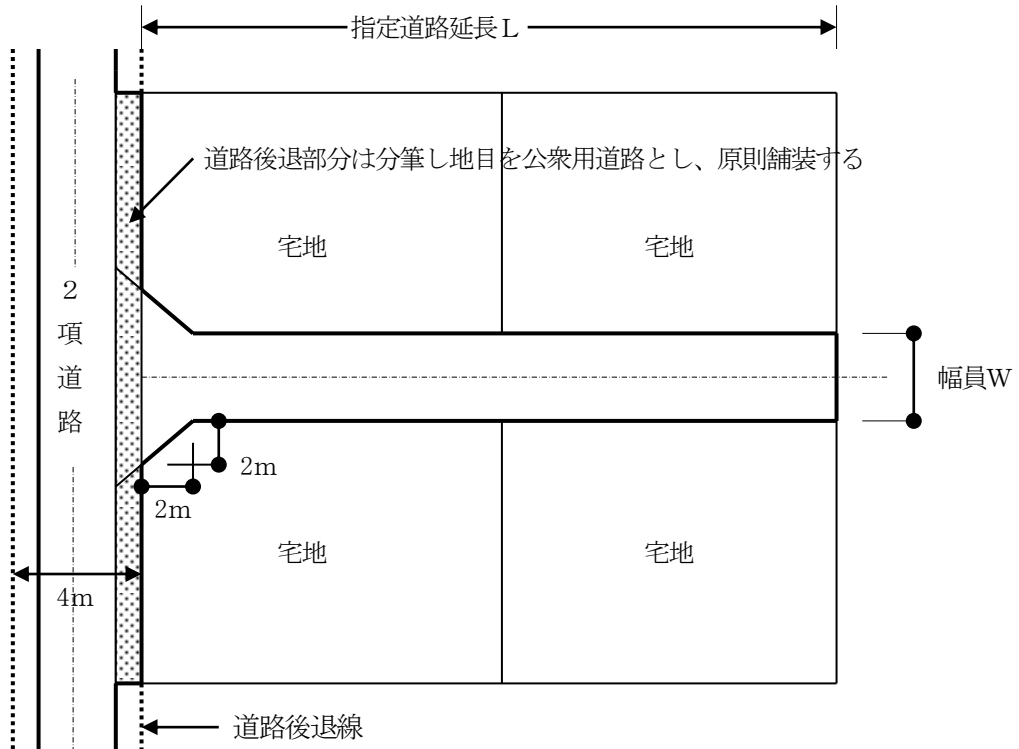 指定道路延長L
道路後退部分は分筆し地目を公衆用道路とし、原則舗装する
宅地
宅地
2項道路
幅員W
2m
2m
宅地
宅地
4m
道路後退線